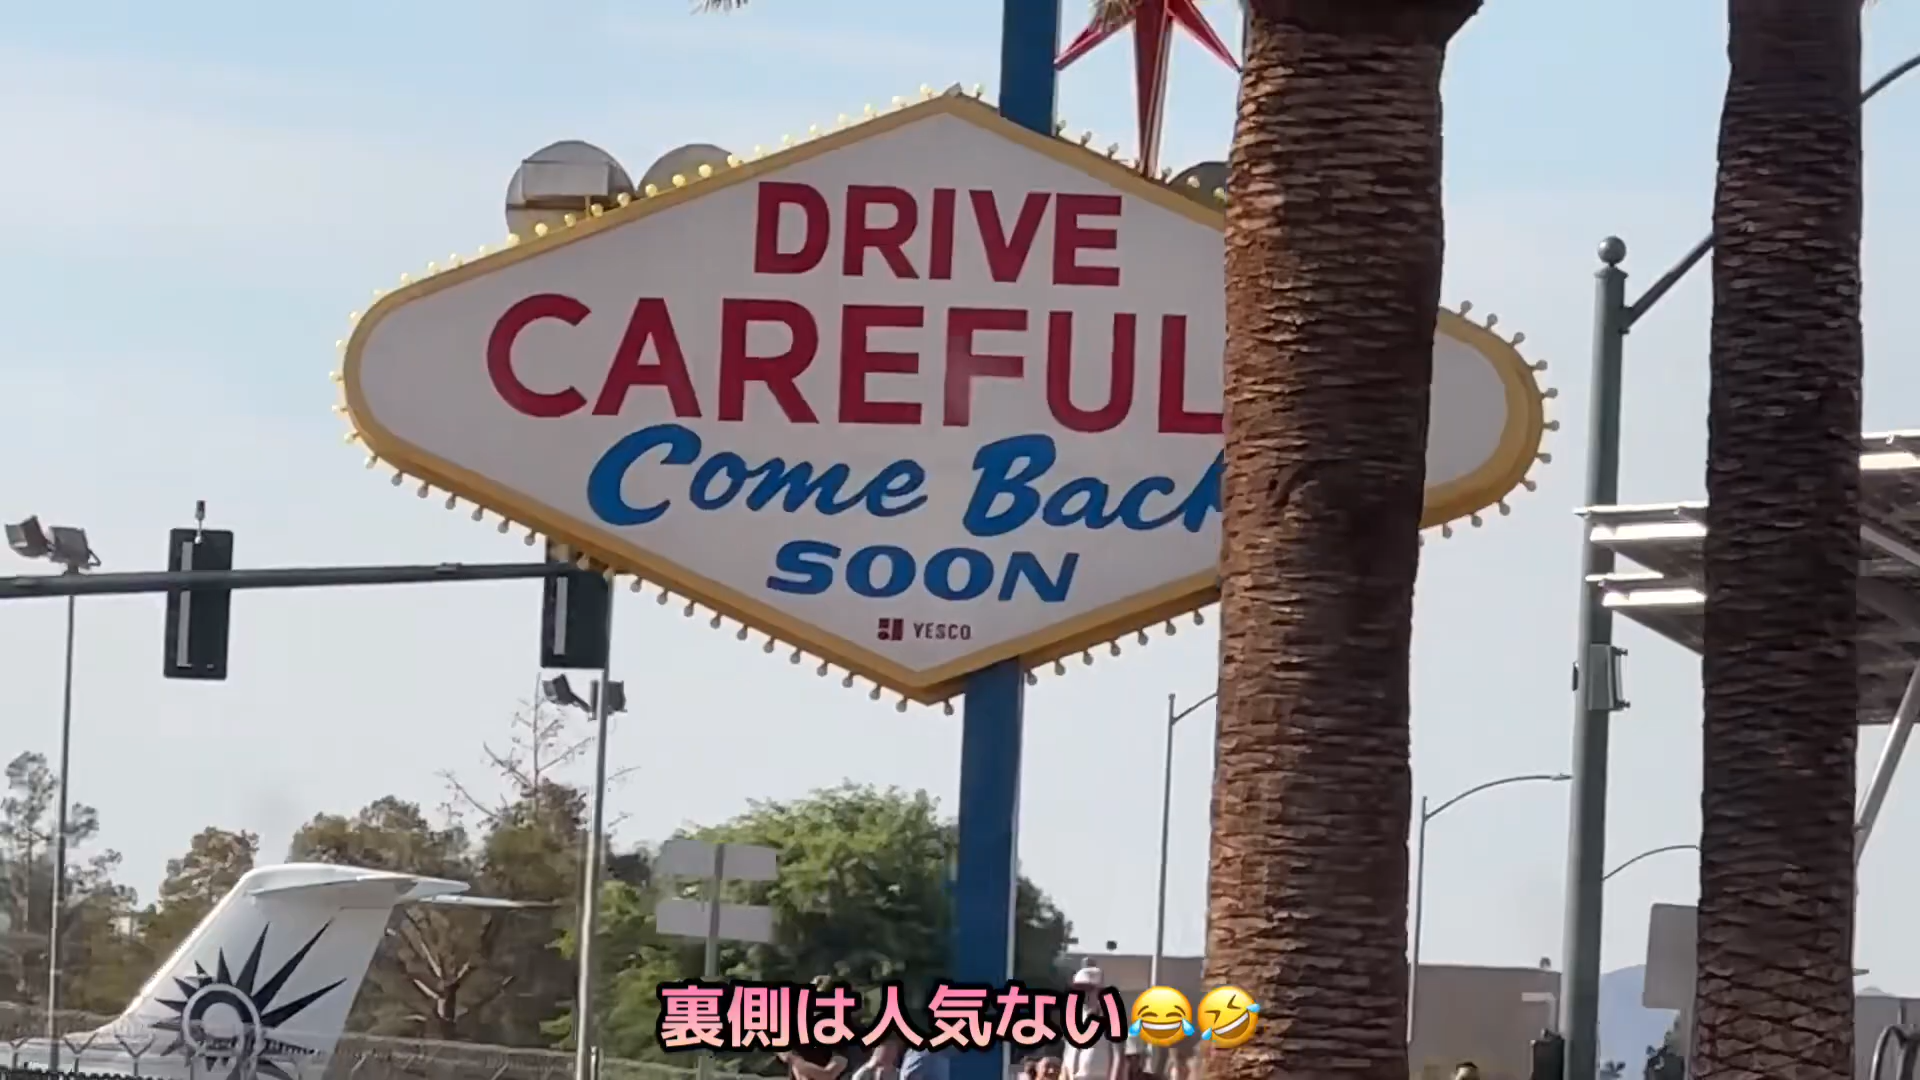 DRIVE
CAREFUL
Come Back
SOON
YESCO
裏側は人気ない😂🤣